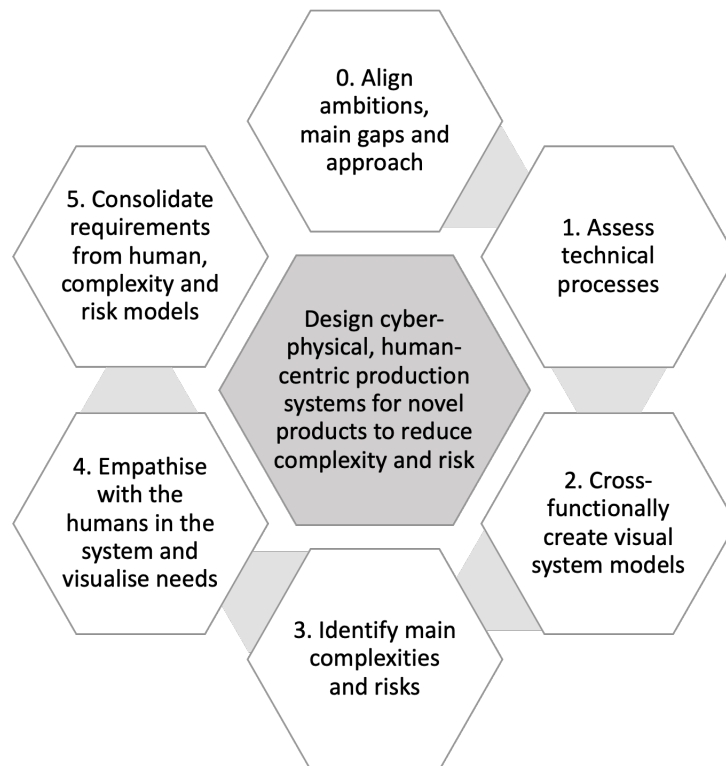 0. Align
ambitions,
main gaps and
approach
1. Assess
technical
processes
2. Cross-
functionally
create visual
system models
3. Identify main
complexities
and risks
4. Empathise
with the
humans in the
system and
visualise needs
5. Consolidate
requirements
from human,
complexity and
risk models
Design cyber-
physical, human-
centric production
systems for novel
products to reduce
complexity and risk